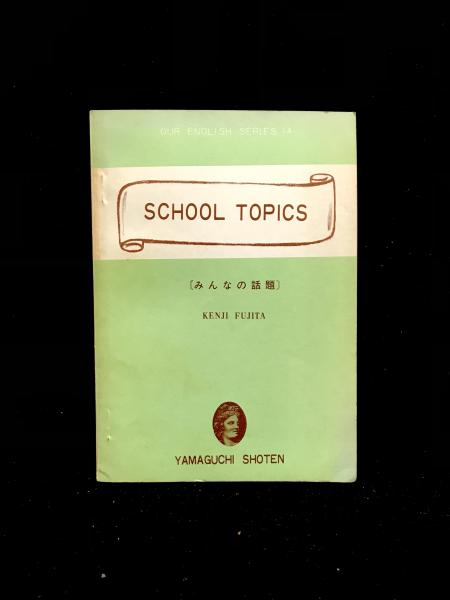 OUR ENGLISH SERIES 14
SCHOOL TOPICS
〔みんなの話題〕
KENJI FUJITA
YAMAGUCHI SHOTEN